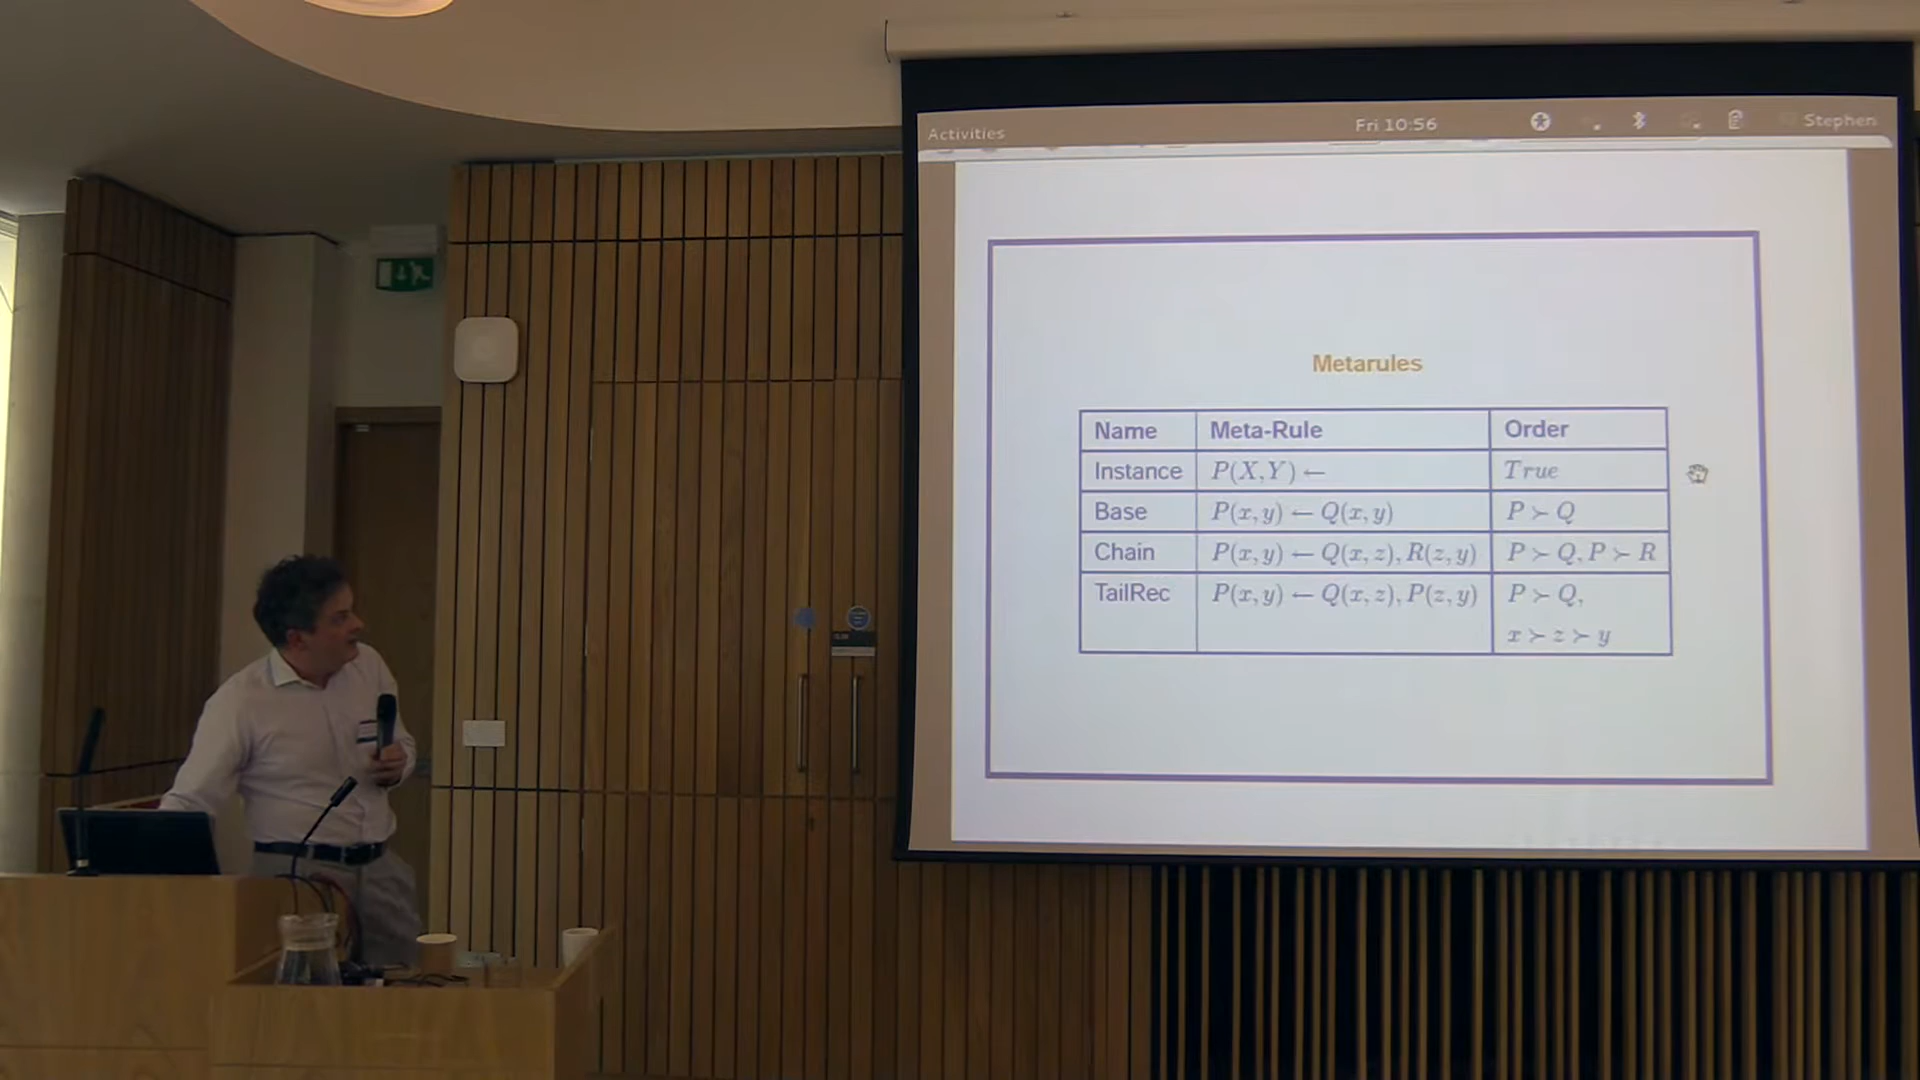 Activities Fri 10:56 Stephen
Metarules
Name Meta-Rule Order
Instance P(X,Y) ← True
Base P(x,y) ← Q(x,y) P ≻ Q
Chain P(x,y) ← Q(x,z), R(z,y) P ≻ Q, P ≻ R
TailRec P(x,y) ← Q(x,z), P(z,y) P ≻ Q,
x ≻ z ≻ y